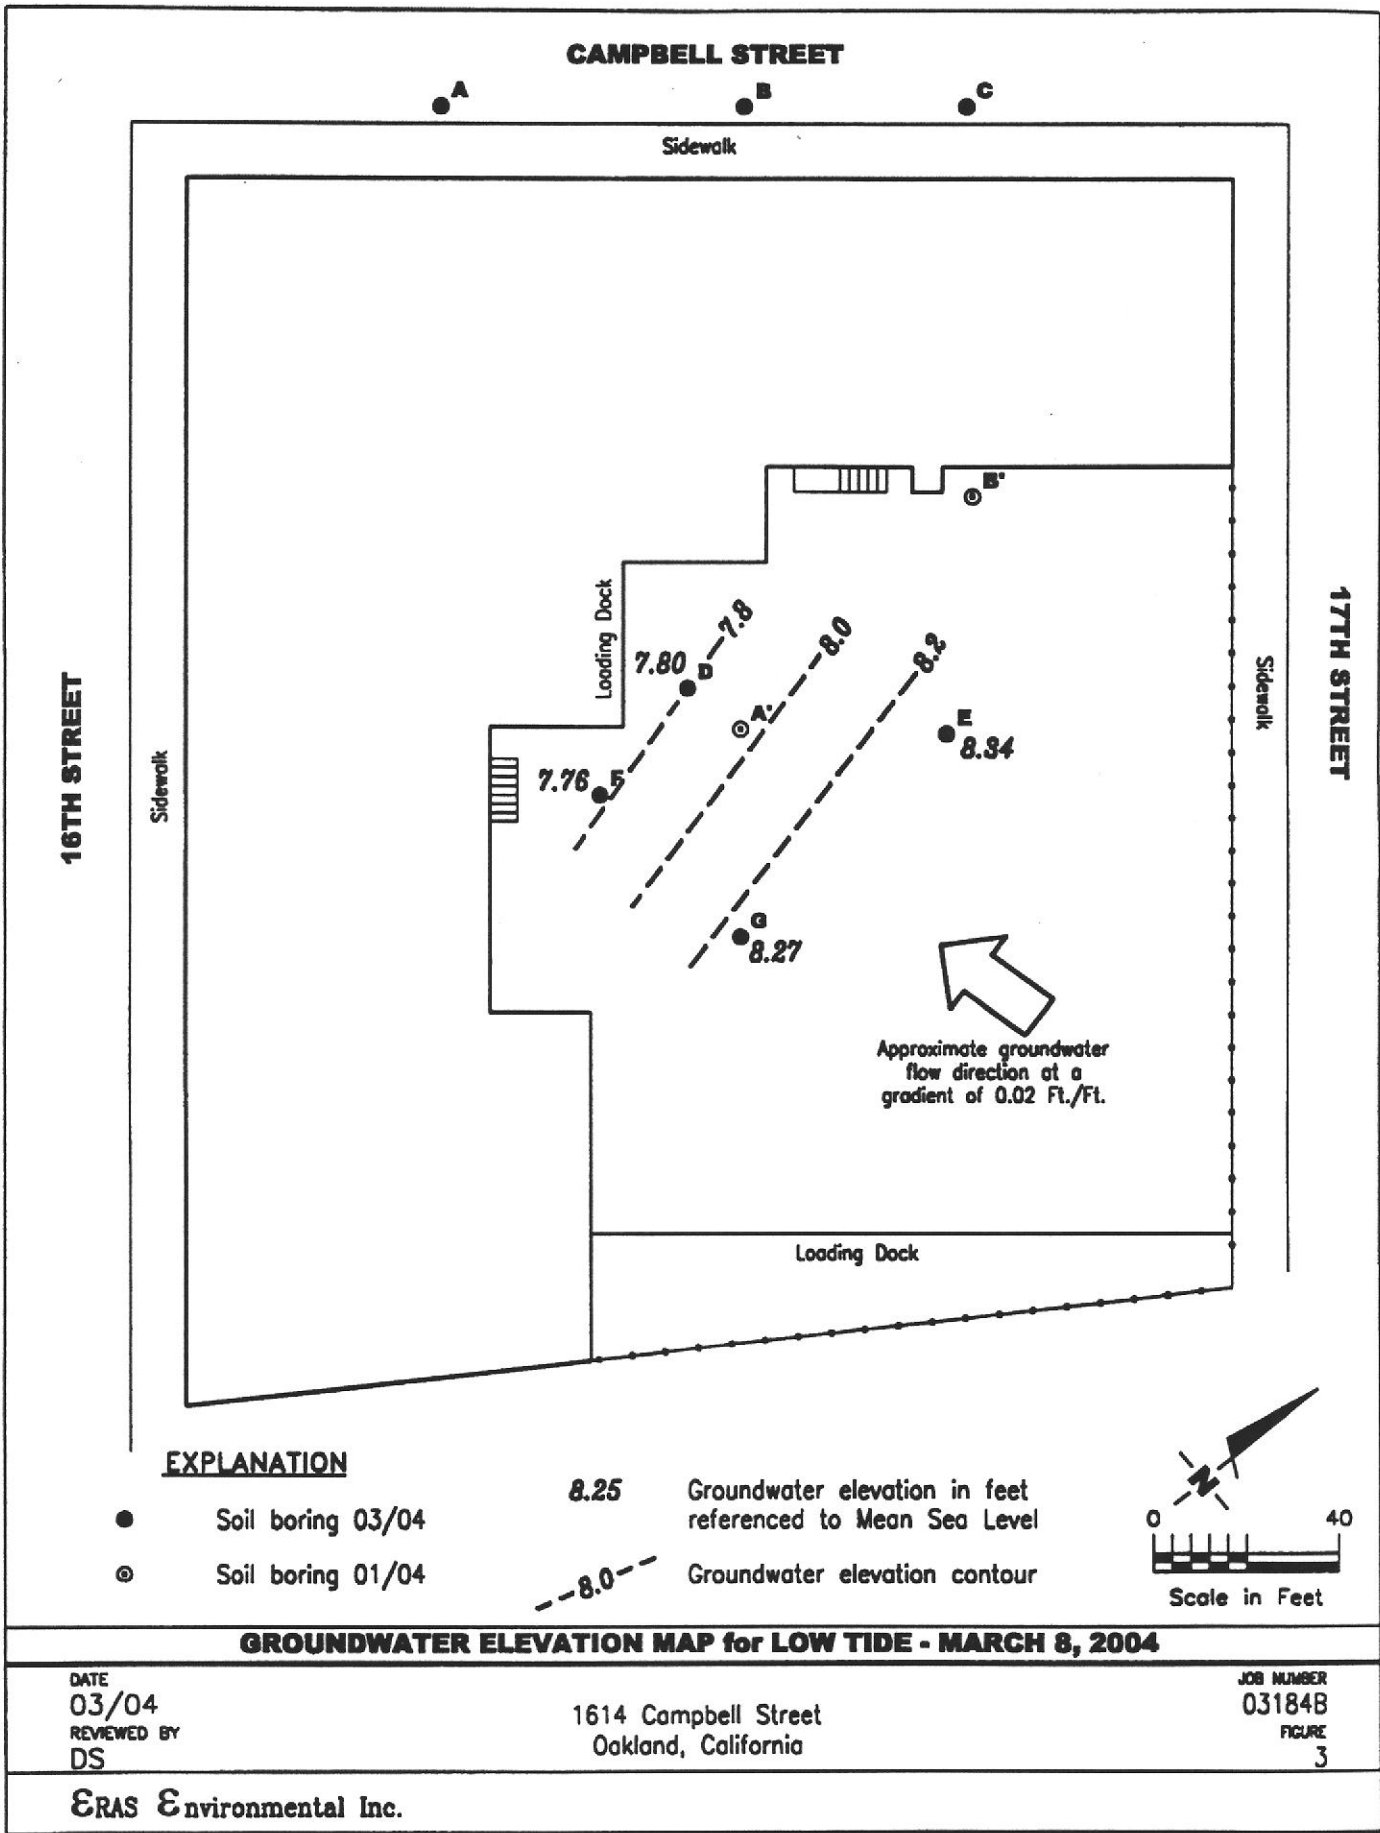 CAMPBELL STREET
A
B
C
Sidewalk
B'
Loading Dock
7.8
8.0
8.2
7.80 D
A'
E
8.34
7.76 F
G
8.27
16TH STREET
Sidewalk
Sidewalk
17TH STREET
Approximate groundwater
flow direction at a
gradient of 0.02 Ft./Ft.
Loading Dock
EXPLANATION
Soil boring 03/04
Soil boring 01/04
8.25
Groundwater elevation in feet
referenced to Mean Sea Level
8.0
Groundwater elevation contour
N
0 40
Scale in Feet
GROUNDWATER ELEVATION MAP for LOW TIDE - MARCH 8, 2004
DATE
03/04
REVIEWED BY
DS
1614 Campbell Street
Oakland, California
JOB NUMBER
03184B
FIGURE
3
ERAS Environmental Inc.